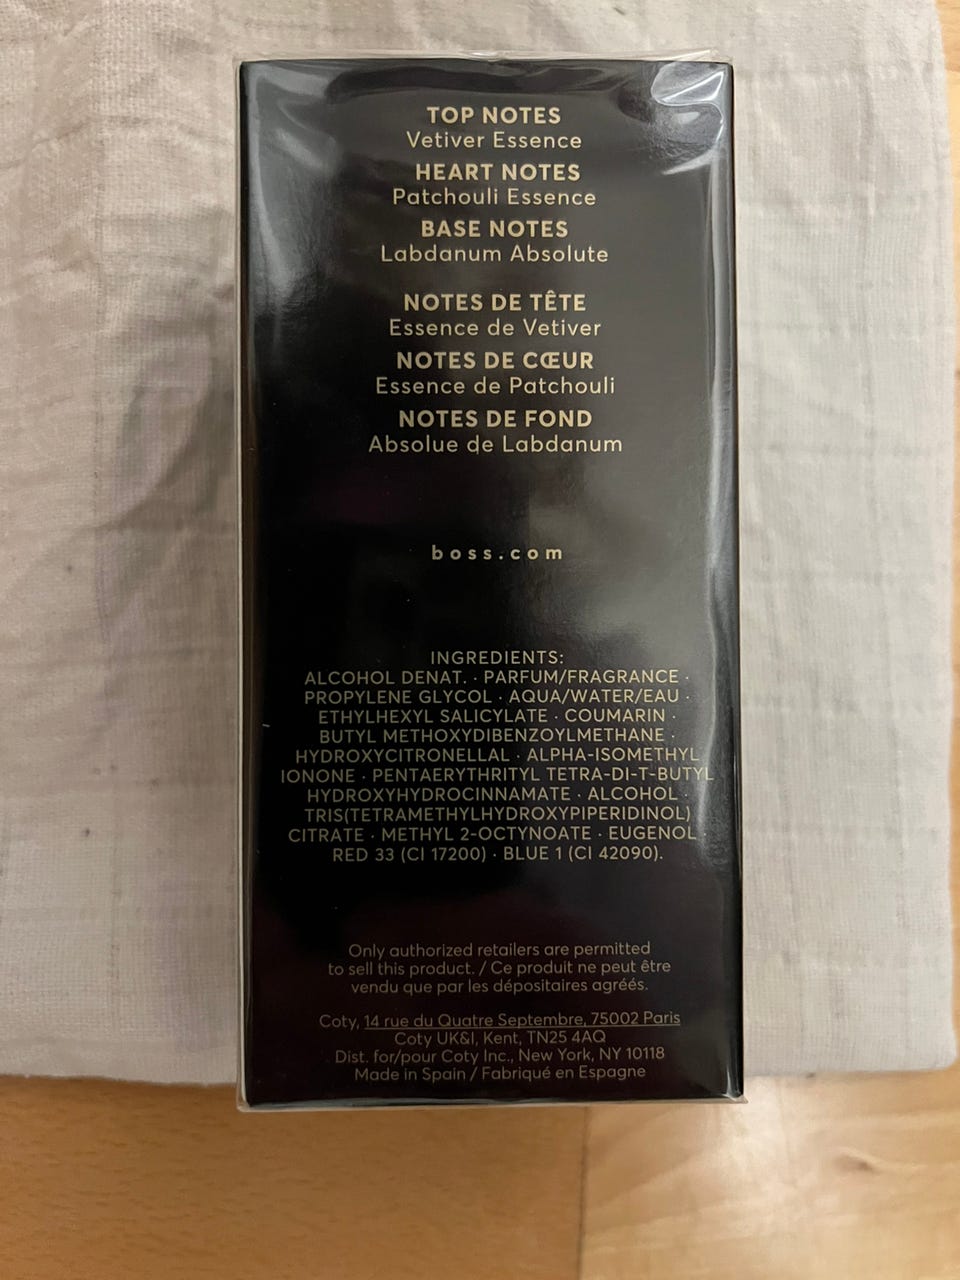 TOP NOTES
Vetiver Essence
HEART NOTES
Patchouli Essence
BASE NOTES
Labdanum Absolute
NOTES DE TÊTE
Essence de Vetiver
NOTES DE CŒUR
Essence de Patchouli
NOTES DE FOND
Absolue de Labdanum
boss.com
INGREDIENTS:
ALCOHOL DENAT. · PARFUM/FRAGRANCE ·
PROPYLENE GLYCOL · AQUA/WATER/EAU ·
ETHYLHEXYL SALICYLATE · COUMARIN ·
BUTYL METHOXYDIBENZOYLMETHANE ·
HYDROXYCITRONELLAL · ALPHA-ISOMETHYL
IONONE · PENTAERYTHRITYL TETRA-DI-T-BUTYL
HYDROXYHYDROCINNAMATE · ALCOHOL ·
TRIS(TETRAMETHYLHYDROXYPIPERIDINOL)
CITRATE · METHYL 2-OCTYNOATE · EUGENOL ·
RED 33 (CI 17200) · BLUE 1 (CI 42090).
Only authorized retailers are permitted
to sell this product. / Ce produit ne peut être
vendu que par les dépositaires agréés.
Coty, 14 rue du Quatre Septembre, 75002 Paris
Coty UK&I, Kent, TN25 4AQ
Dist. for/pour Coty Inc., New York, NY 10118
Made in Spain / Fabriqué en Espagne